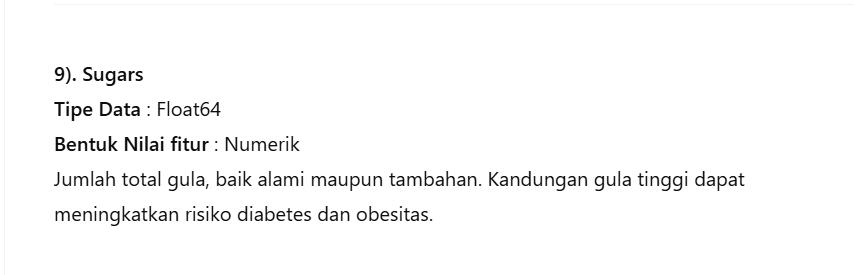 9). Sugars
Tipe Data : Float64
Bentuk Nilai fitur : Numerik
Jumlah total gula, baik alami maupun tambahan. Kandungan gula tinggi dapat
meningkatkan risiko diabetes dan obesitas.